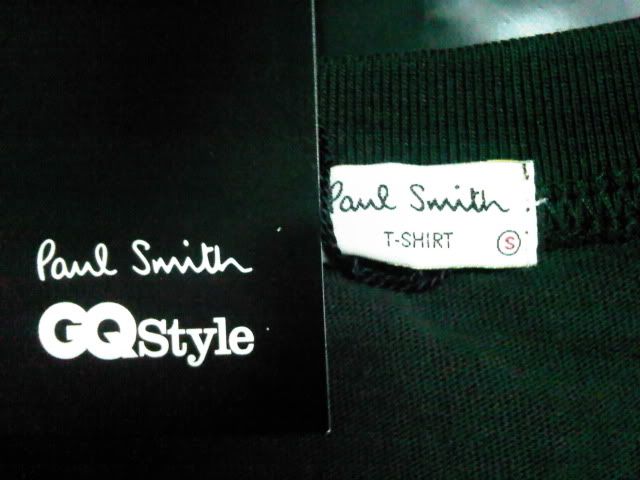 Paul Smith
GQStyle
Paul Smith
T-SHIRT S